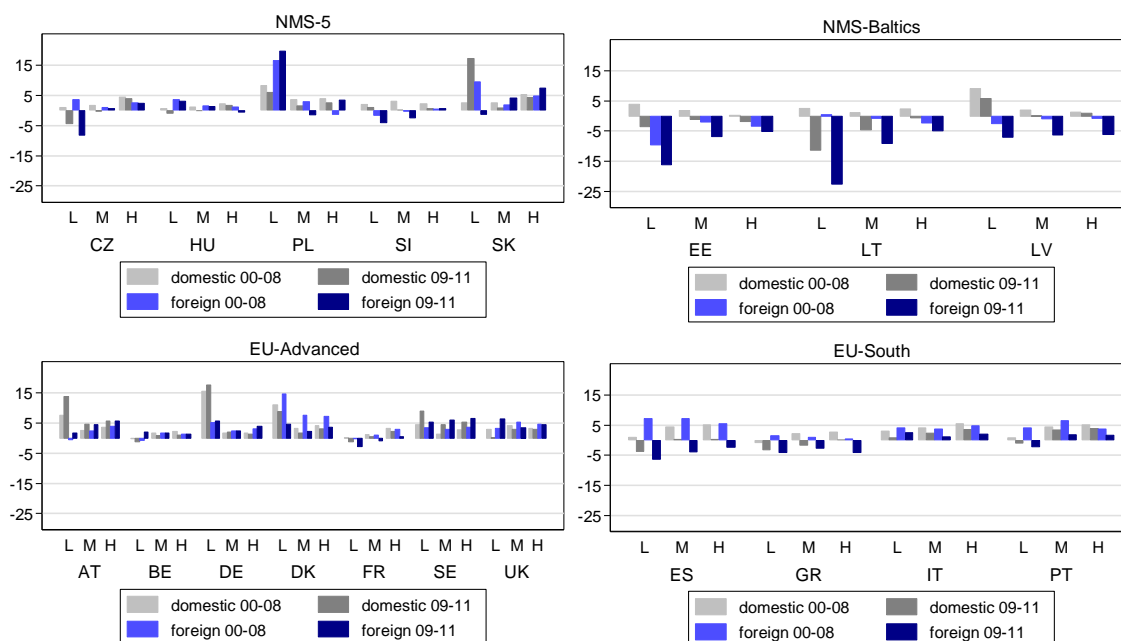 NMS-5
15
5
-5
-15
-25
L M H L M H L M H L M H L M H
CZ HU PL SI SK
domestic 00-08 domestic 09-11
foreign 00-08 foreign 09-11
NMS-Baltics
15
5
-5
-15
-25
L M H L M H L M H
EE LT LV
domestic 00-08 domestic 09-11
foreign 00-08 foreign 09-11
EU-Advanced
15
5
-5
-15
-25
L M H L M H L M H L M H L M H L M H L M H
AT BE DE DK FR SE UK
domestic 00-08 domestic 09-11
foreign 00-08 foreign 09-11
EU-South
15
5
-5
-15
-25
L M H L M H L M H L M H
ES GR IT PT
domestic 00-08 domestic 09-11
foreign 00-08 foreign 09-11